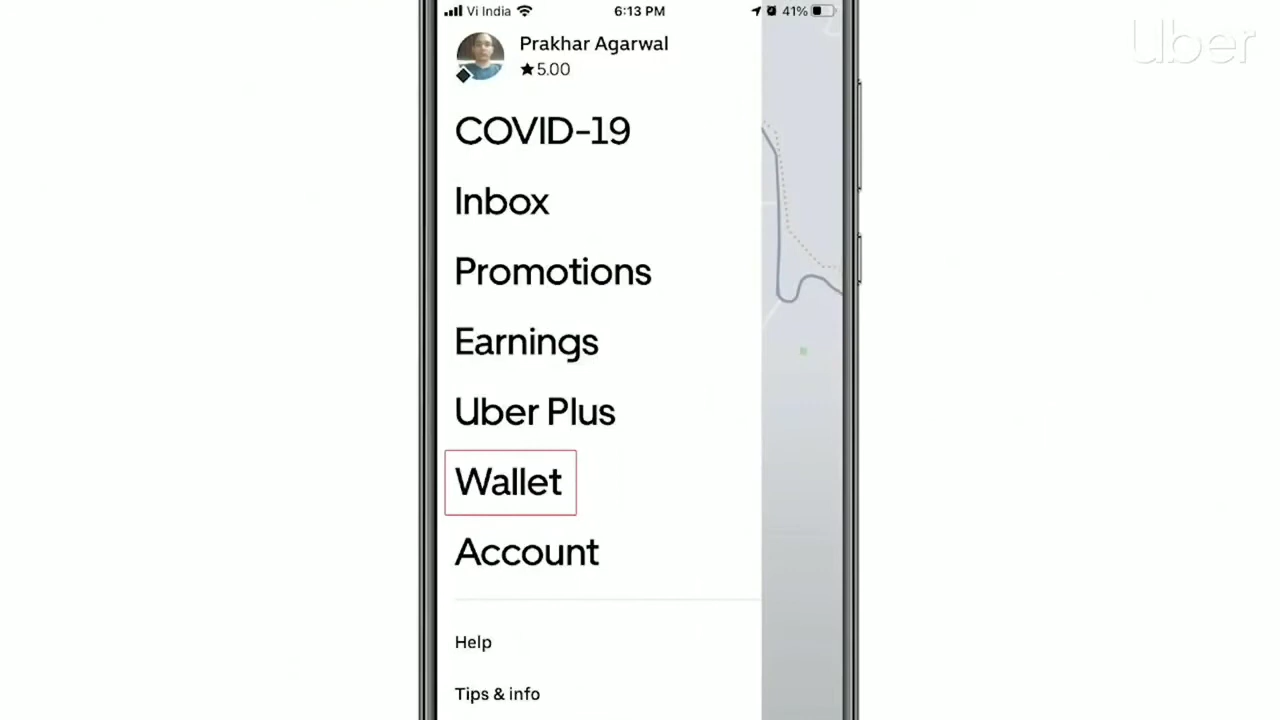 Vi India 6:13 PM 41%
Uber
Prakhar Agarwal
★5.00
COVID-19
Inbox
Promotions
Earnings
Uber Plus
Wallet
Account
Help
Tips & info